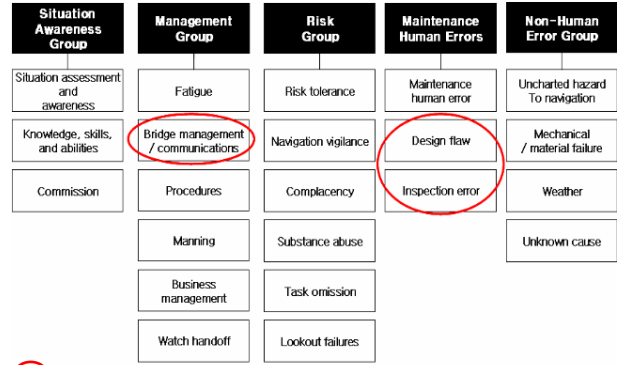 Situation
Awareness
Group
Situation assessment
and
awareness
Knowledge, skills,
and abilities
Commission
Management
Group
Fatigue
Bridge management
/ communications
Procedures
Manning
Business
management
Watch handoff
Risk
Group
Risk tolerance
Navigation vigilance
Complacency
Substance abuse
Task omission
Lookout failures
Maintenance
Human Errors
Maintenance
human error
Design flaw
Inspection error
Non-Human
Error Group
Uncharted hazard
To navigation
Mechanical
/ material failure
Weather
Unknown cause